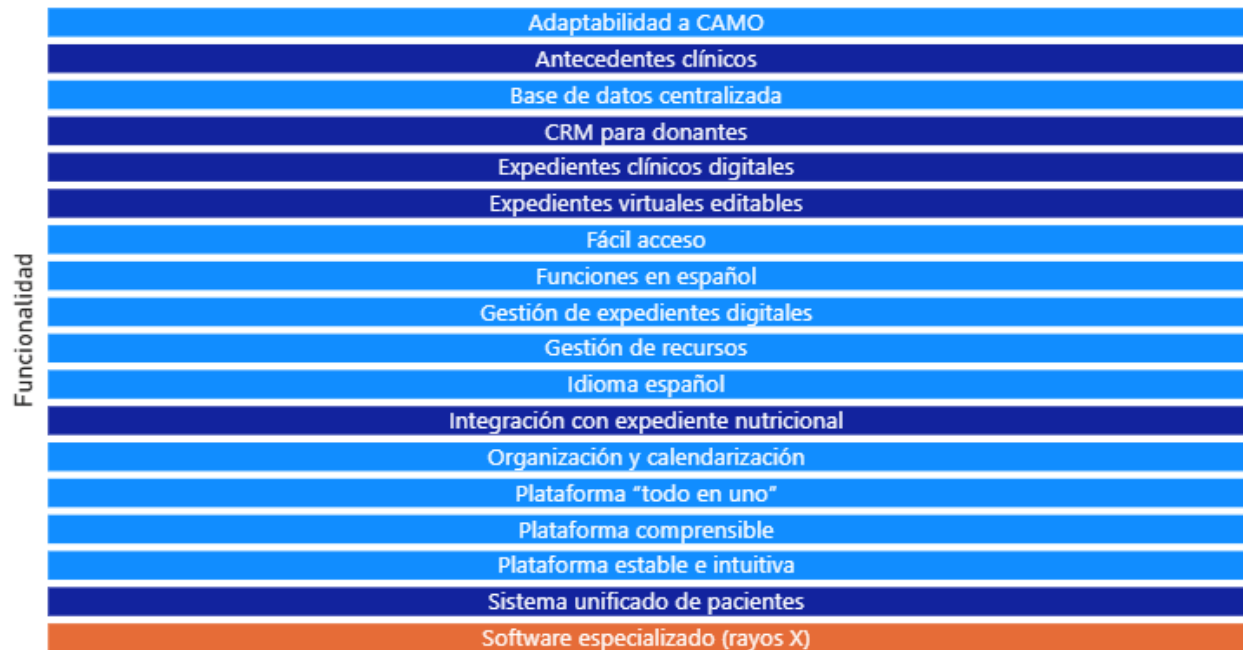 Adaptabilidad a CAMO
Antecedentes clínicos
Base de datos centralizada
CRM para donantes
Expedientes clínicos digitales
Expedientes virtuales editables
Fácil acceso
Funciones en español
Gestión de expedientes digitales
Gestión de recursos
Idioma español
Integración con expediente nutricional
Organización y calendarización
Plataforma “todo en uno”
Plataforma comprensible
Plataforma estable e intuitiva
Sistema unificado de pacientes
Software especializado (rayos X)
Funcionalidad